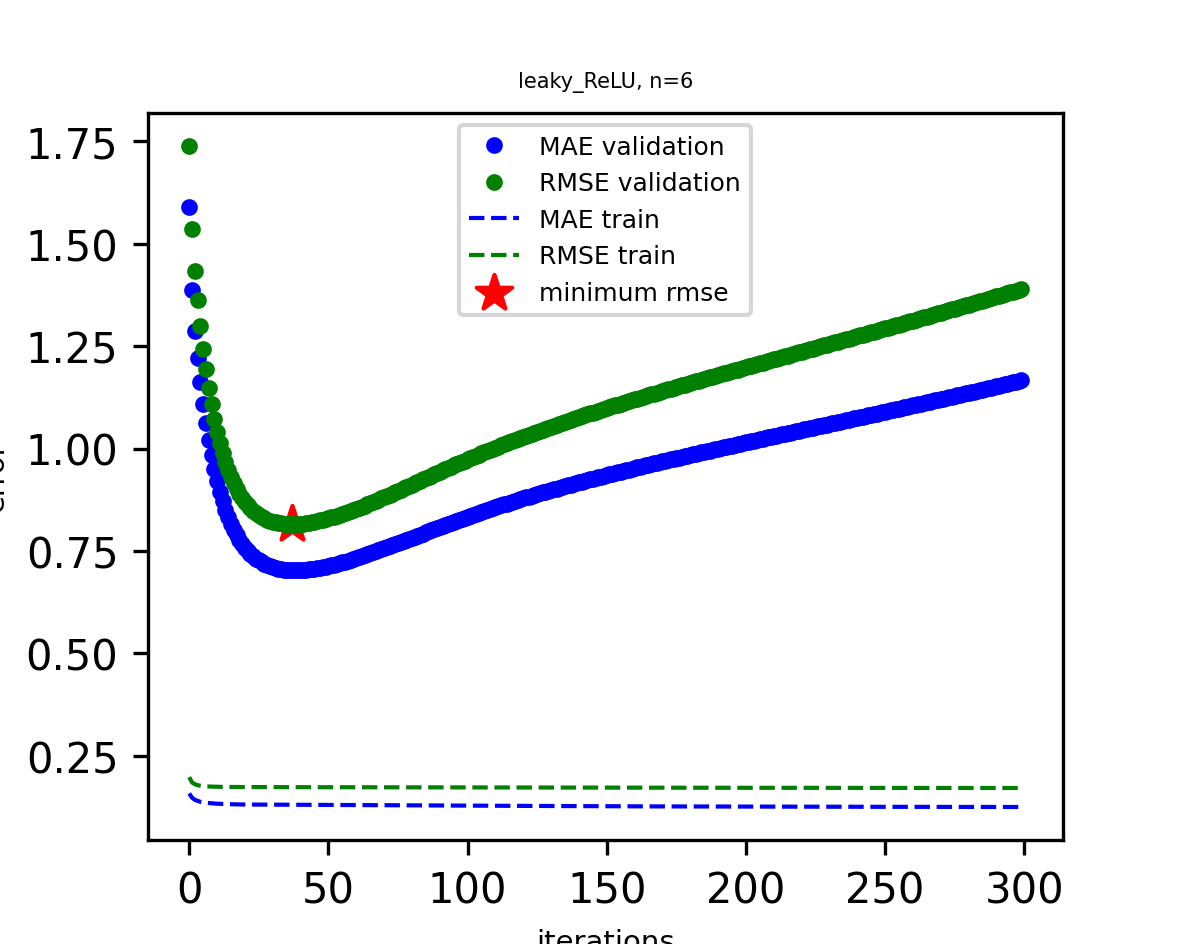 leaky_ReLU, n=6
MAE validation
RMSE validation
MAE train
RMSE train
minimum rmse
1.75
1.50
1.25
1.00
0.75
0.50
0.25
0 50 100 150 200 250 300
iterations